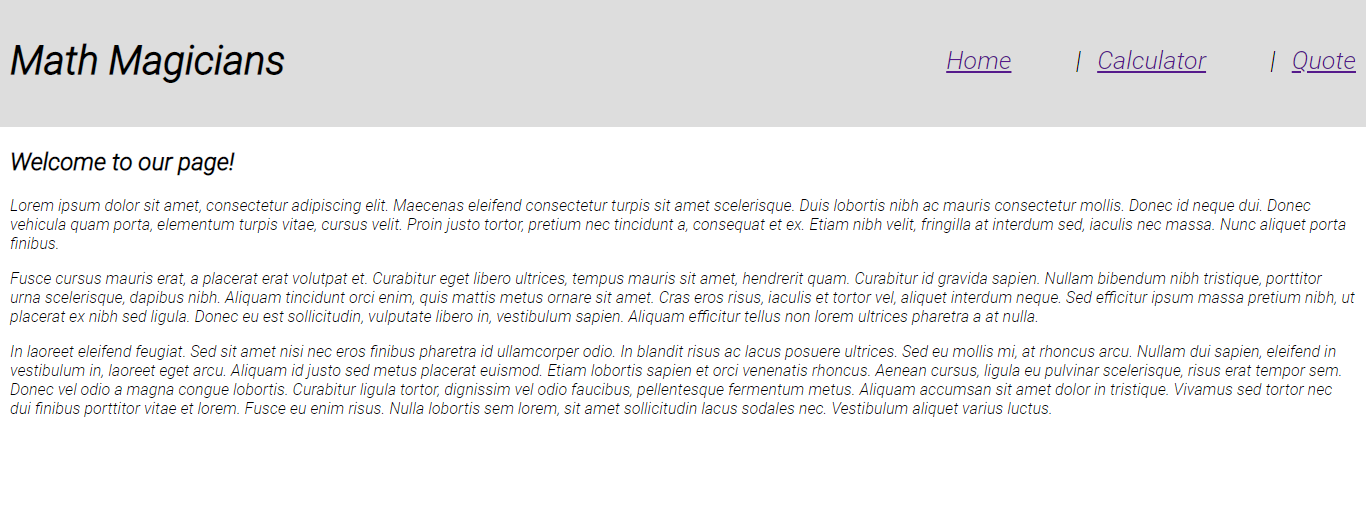 Math Magicians
Home | Calculator | Quote
Welcome to our page!
Lorem ipsum dolor sit amet, consectetur adipiscing elit. Maecenas eleifend consectetur turpis sit amet scelerisque. Duis lobortis nibh ac mauris consectetur mollis. Donec id neque dui. Donec
vehicula quam porta, elementum turpis vitae, cursus velit. Proin justo tortor, pretium nec tincidunt a, consequat et ex. Etiam nibh velit, fringilla at interdum sed, iaculis nec massa. Nunc aliquet porta
finibus.
Fusce cursus mauris erat, a placerat erat volutpat et. Curabitur eget libero ultrices, tempus mauris sit amet, hendrerit quam. Curabitur id gravida sapien. Nullam bibendum nibh tristique, porttitor
urna scelerisque, dapibus nibh. Aliquam tincidunt orci enim, quis mattis metus ornare sit amet. Cras eros risus, iaculis et tortor vel, aliquet interdum neque. Sed efficitur ipsum massa pretium nibh, ut
placerat ex nibh sed ligula. Donec eu est sollicitudin, vulputate libero in, vestibulum sapien. Aliquam efficitur tellus non lorem ultrices pharetra a at nulla.
In laoreet eleifend feugiat. Sed sit amet nisi nec eros finibus pharetra id ullamcorper odio. In blandit risus ac lacus posuere ultrices. Sed eu mollis mi, at rhoncus arcu. Nullam dui sapien, eleifend in
vestibulum in, laoreet eget arcu. Aliquam id justo sed metus placerat euismod. Etiam lobortis sapien et orci venenatis rhoncus. Aenean cursus, ligula eu pulvinar scelerisque, risus erat tempor sem.
Donec vel odio a magna congue lobortis. Curabitur ligula tortor, dignissim vel odio faucibus, pellentesque fermentum metus. Aliquam accumsan sit amet dolor in tristique. Vivamus sed tortor nec
dui finibus porttitor vitae et lorem. Fusce eu enim risus. Nulla lobortis sem lorem, sit amet sollicitudin lacus sodales nec. Vestibulum aliquet varius luctus.